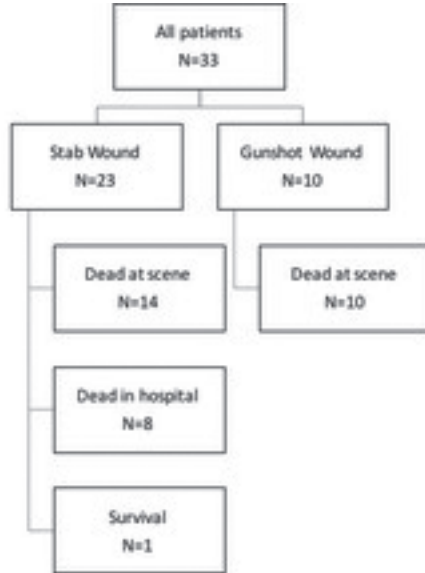 All patients
N=33
Stab Wound
N=23
Gunshot Wound
N=10
Dead at scene
N=14
Dead at scene
N=10
Dead in hospital
N=8
Survival
N=1